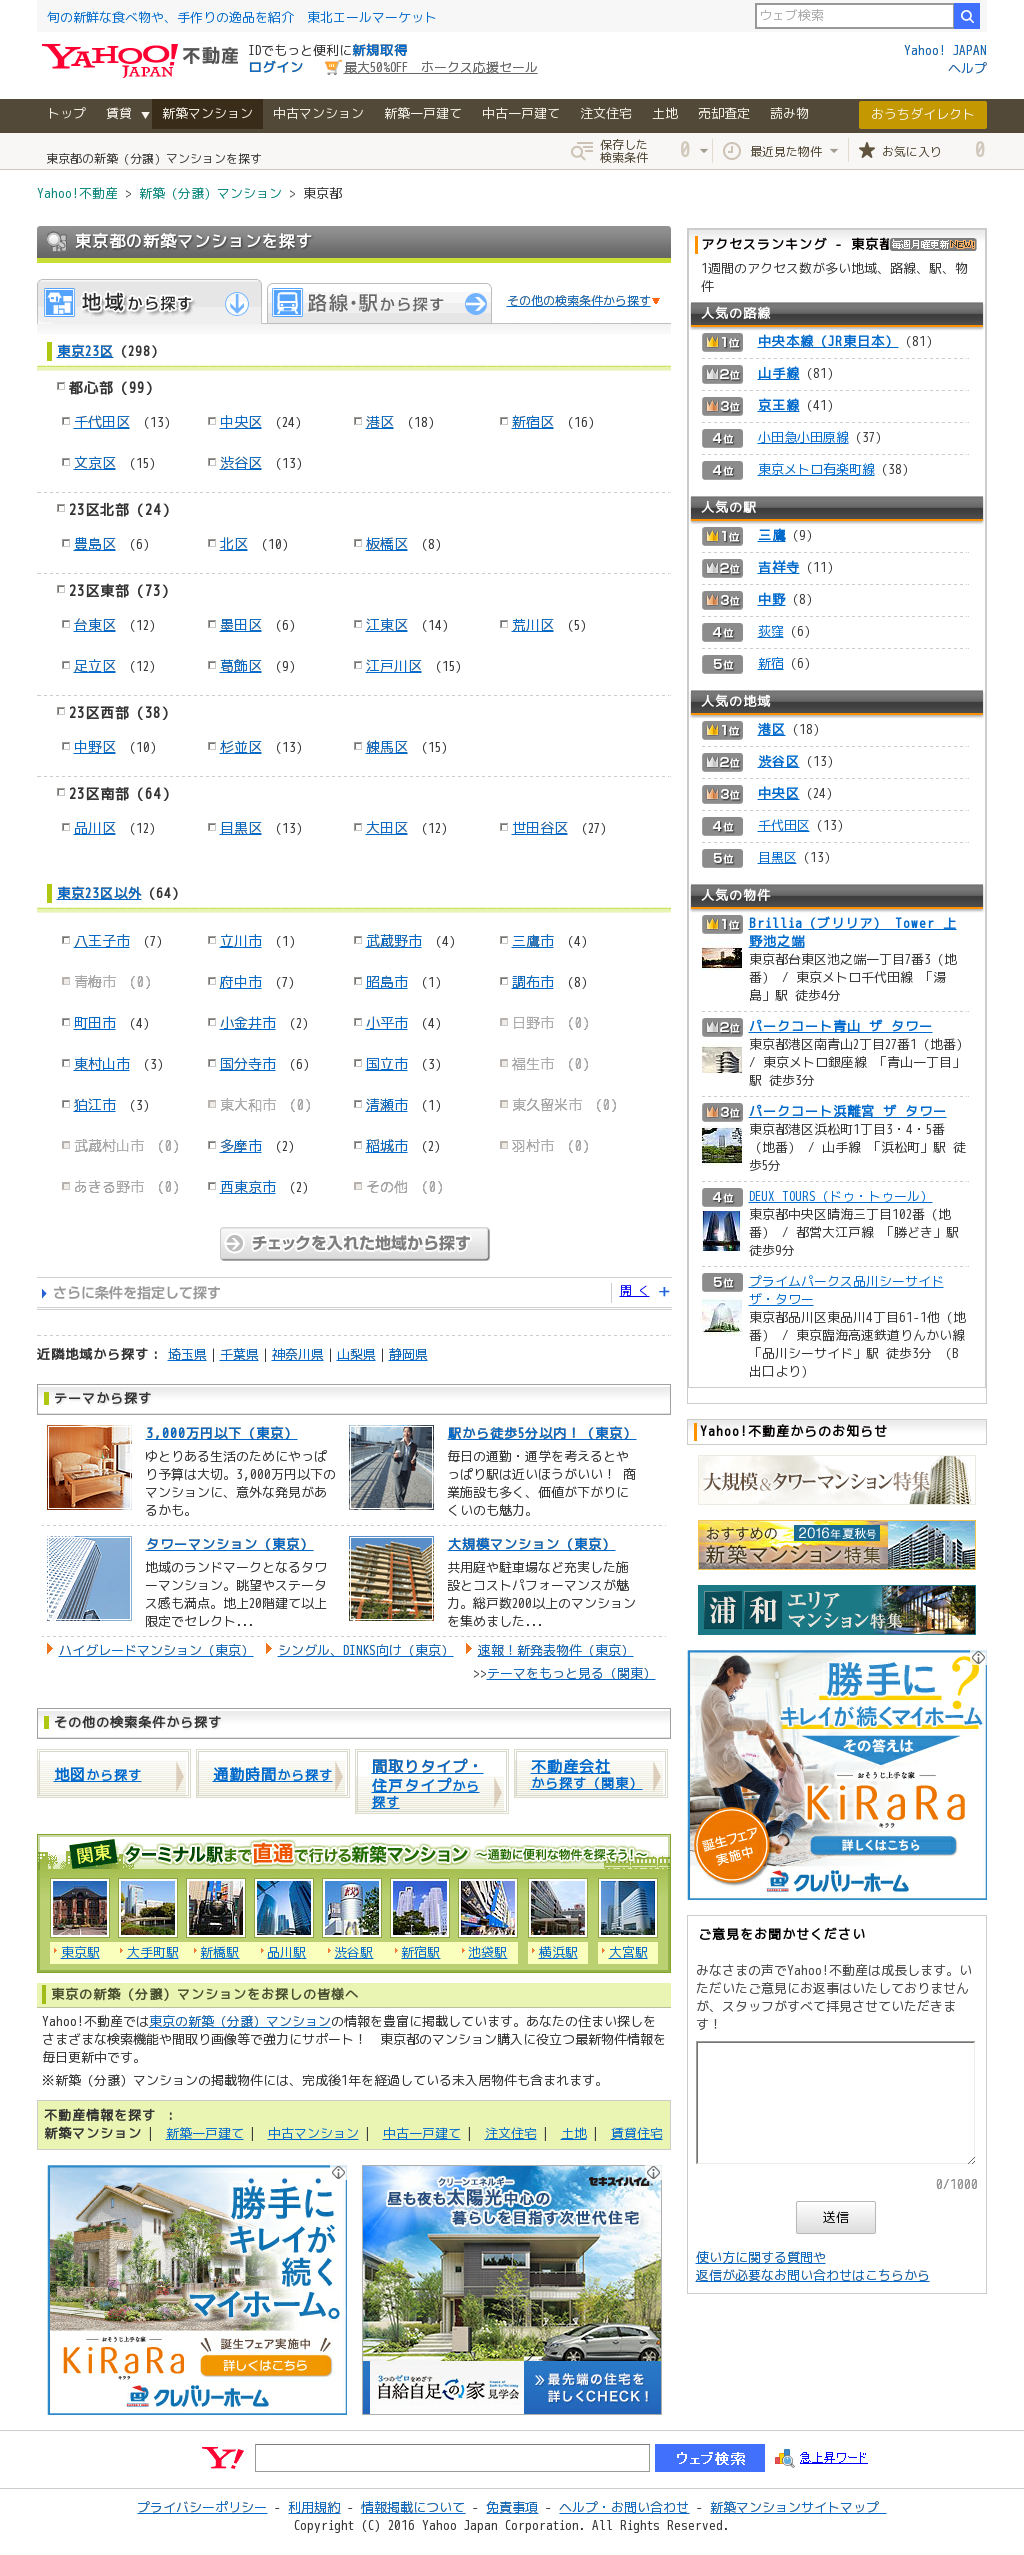 旬の新鮮な食べ物や、手作りの逸品を紹介　東北エールマーケット
ウェブ検索
YAHOO! JAPAN 不動産
IDでもっと便利に新規取得
ログイン 最大50%OFF　ホークス応援セール
Yahoo! JAPAN
ヘルプ
トップ 賃貸 ▼ 新築マンション 中古マンション 新築一戸建て 中古一戸建て 注文住宅 土地 売却査定 読み物 おうちダイレクト
東京都の新築（分譲）マンションを探す
保存した検索条件 0 最近見た物件 お気に入り 0
Yahoo!不動産 > 新築（分譲）マンション > 東京都
東京都の新築マンションを探す
地域から探す 路線・駅から探す その他の検索条件から探す
東京23区（298）
都心部（99）
千代田区 （13） 中央区 （24） 港区 （18） 新宿区 （16）
文京区 （15） 渋谷区 （13）
23区北部（24）
豊島区 （6） 北区 （10） 板橋区 （8）
23区東部（73）
台東区 （12） 墨田区 （6） 江東区 （14） 荒川区 （5）
足立区 （12） 葛飾区 （9） 江戸川区 （15）
23区西部（38）
中野区 （10） 杉並区 （13） 練馬区 （15）
23区南部（64）
品川区 （12） 目黒区 （13） 大田区 （12） 世田谷区 （27）
東京23区以外（64）
八王子市 （7） 立川市 （1） 武蔵野市 （4） 三鷹市 （4）
青梅市 （0） 府中市 （7） 昭島市 （1） 調布市 （8）
町田市 （4） 小金井市 （2） 小平市 （4） 日野市 （0）
東村山市 （3） 国分寺市 （6） 国立市 （3） 福生市 （0）
狛江市 （3） 東大和市 （0） 清瀬市 （1） 東久留米市 （0）
武蔵村山市 （0） 多摩市 （2） 稲城市 （2） 羽村市 （0）
あきる野市 （0） 西東京市 （2） その他 （0）
チェックを入れた地域から探す
さらに条件を指定して探す 開く +
近隣地域から探す： 埼玉県 | 千葉県 | 神奈川県 | 山梨県 | 静岡県
テーマから探す
3,000万円以下（東京）
ゆとりある生活のためにやっぱり予算は大切。3,000万円以下のマンションに、意外な発見があるかも。
駅から徒歩5分以内！（東京）
毎日の通勤・通学を考えるとやっぱり駅は近いほうがいい！ 商業施設も多く、価値が下がりにくいのも魅力。
タワーマンション（東京）
地域のランドマークとなるタワーマンション。眺望やステータス感も満点。地上20階建て以上限定でセレクト...
大規模マンション（東京）
共用庭や駐車場など充実した施設とコストパフォーマンスが魅力。総戸数200以上のマンションを集めました...
ハイグレードマンション（東京） シングル、DINKS向け（東京） 速報！新発表物件（東京）
>>テーマをもっと見る（関東）
その他の検索条件から探す
地図から探す 通勤時間から探す 間取りタイプ・住戸タイプから探す 不動産会社から探す（関東）
関東 ターミナル駅まで直通で行ける新築マンション ～通勤に便利な物件を探そう!～
東京駅 大手町駅 新橋駅 品川駅 渋谷駅 新宿駅 池袋駅 横浜駅 大宮駅
東京の新築（分譲）マンションをお探しの皆様へ
Yahoo!不動産では東京の新築（分譲）マンションの情報を豊富に掲載しています。あなたの住まい探しを
さまざまな検索機能や間取り画像等で強力にサポート！　東京都のマンション購入に役立つ最新物件情報を
毎日更新中です。
※新築（分譲）マンションの掲載物件には、完成後1年を経過している未入居物件も含まれます。
不動産情報を探す ：
新築マンション | 新築一戸建て | 中古マンション | 中古一戸建て | 注文住宅 | 土地 | 賃貸住宅
勝手に
キレイが
続く
マイホーム。
おそうじ上手な家
KiRaRa
キララ
誕生フェア実施中
詳しくはこちら
クレバリーホーム
クリーンエネルギー
セキスイハイム
昼も夜も太陽光中心の
暮らしを目指す次世代住宅
3つのゼロをめざす
自給自足の家 見学会
»最先端の住宅を
詳しくCHECK！
アクセスランキング - 東京都
毎週月曜更新NEW!
1週間のアクセス数が多い地域、路線、駅、物
件
人気の路線
1位 中央本線（JR東日本）（81）
2位 山手線（81）
3位 京王線（41）
4位 小田急小田原線（37）
4位 東京メトロ有楽町線（38）
人気の駅
1位 三鷹（9）
2位 吉祥寺（11）
3位 中野（8）
4位 荻窪（6）
5位 新宿（6）
人気の地域
1位 港区（18）
2位 渋谷区（13）
3位 中央区（24）
4位 千代田区（13）
5位 目黒区（13）
人気の物件
1位 Brillia（ブリリア） Tower 上
野池之端
東京都台東区池之端一丁目7番3（地
番） / 東京メトロ千代田線 「湯
島」駅 徒歩4分
2位 パークコート青山 ザ タワー
東京都港区南青山2丁目27番1（地番）
/ 東京メトロ銀座線 「青山一丁目」
駅 徒歩3分
3位 パークコート浜離宮 ザ タワー
東京都港区浜松町1丁目3・4・5番
（地番） / 山手線 「浜松町」駅 徒
歩5分
4位 DEUX TOURS（ドゥ・トゥール）
東京都中央区晴海三丁目102番（地
番） / 都営大江戸線 「勝どき」駅
徒歩9分
5位 プライムパークス品川シーサイド
ザ・タワー
東京都品川区東品川4丁目61-1他（地
番） / 東京臨海高速鉄道りんかい線
「品川シーサイド」駅 徒歩3分 （B
出口より）
Yahoo!不動産からのお知らせ
大規模&タワーマンション特集
おすすめの 2016年夏秋号
新築マンション特集
浦和 エリア
マンション特集
勝手に？
キレイが続くマイホーム
その答えは
おそうじ上手な家
KiRaRa
キララ
誕生フェア
実施中
詳しくはこちら
クレバリーホーム
ご意見をお聞かせください
みなさまの声でYahoo!不動産は成長します。い
ただいたご意見にお返事はいたしておりません
が、スタッフがすべて拝見させていただきま
す！
0/1000
送信
使い方に関する質問や
返信が必要なお問い合わせはこちらから
Y! ウェブ検索 急上昇ワード
プライバシーポリシー - 利用規約 - 情報掲載について - 免責事項 - ヘルプ・お問い合わせ - 新築マンションサイトマップ
Copyright (C) 2016 Yahoo Japan Corporation. All Rights Reserved.